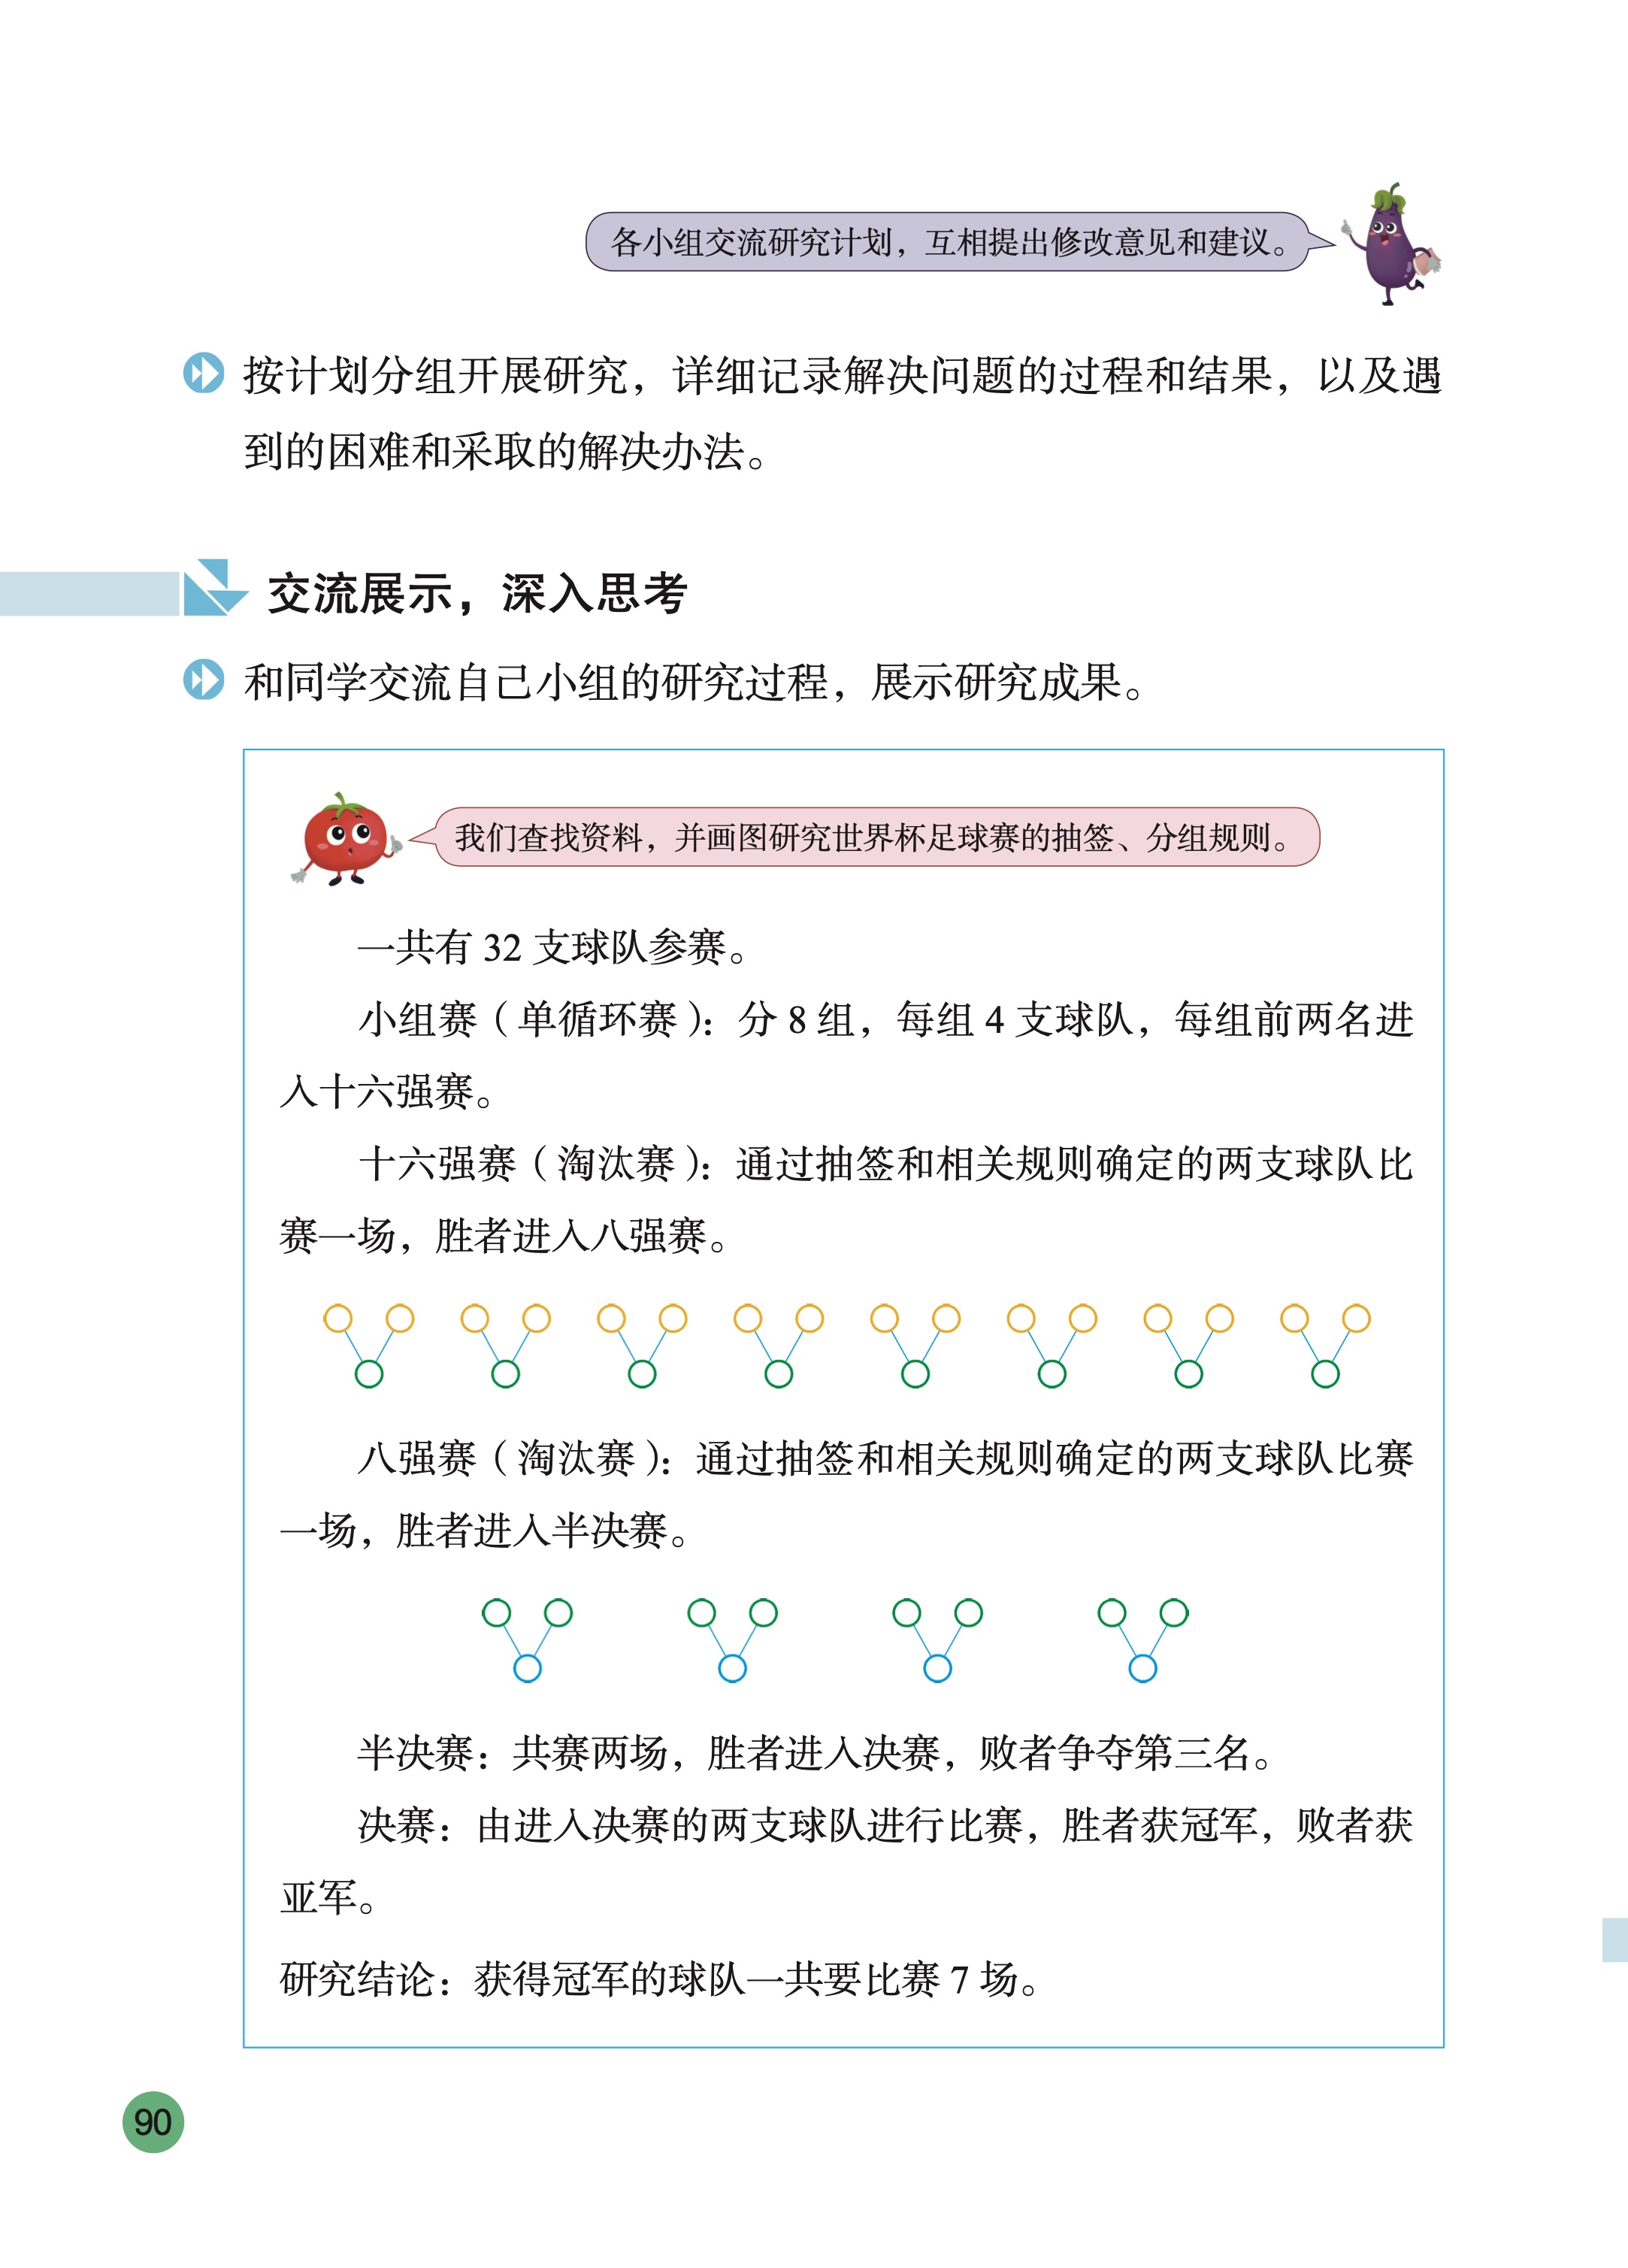 各小组交流研究计划，互相提出修改意见和建议。
按计划分组开展研究，详细记录解决问题的过程和结果，以及遇
到的困难和采取的解决办法。
交流展示，深入思考
和同学交流自己小组的研究过程，展示研究成果。
我们查找资料，并画图研究世界杯足球赛的抽签、分组规则。
一共有 32 支球队参赛。
小组赛（单循环赛）：分 8 组，每组 4 支球队，每组前两名进
入十六强赛。
十六强赛（淘汰赛）：通过抽签和相关规则确定的两支球队比
赛一场，胜者进入八强赛。
八强赛（淘汰赛）：通过抽签和相关规则确定的两支球队比赛
一场，胜者进入半决赛。
半决赛：共赛两场，胜者进入决赛，败者争夺第三名。
决赛：由进入决赛的两支球队进行比赛，胜者获冠军，败者获
亚军。
研究结论：获得冠军的球队一共要比赛 7 场。
90